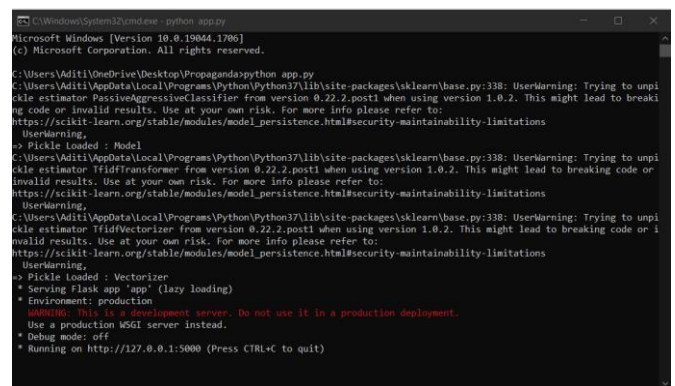 C:\Windows\System32\cmd.exe - python app.py
Microsoft Windows [Version 10.0.19044.1706]
(c) Microsoft Corporation. All rights reserved.
C:\Users\Aditi\OneDrive\Desktop\Propaganda>python app.py
C:\Users\Aditi\AppData\Local\Programs\Python\Python37\lib\site-packages\sklearn\base.py:338: UserWarning: Trying to unpi
ckle estimator PassiveAggressiveClassifier from version 0.22.2.post1 when using version 1.0.2. This might lead to breaki
ng code or invalid results. Use at your own risk. For more info please refer to:
https://scikit-learn.org/stable/modules/model_persistence.html#security-maintainability-limitations
UserWarning,
=> Pickle Loaded : Model
C:\Users\Aditi\AppData\Local\Programs\Python\Python37\lib\site-packages\sklearn\base.py:338: UserWarning: Trying to unpi
ckle estimator TfidfTransformer from version 0.22.2.post1 when using version 1.0.2. This might lead to breaking code or
invalid results. Use at your own risk. For more info please refer to:
https://scikit-learn.org/stable/modules/model_persistence.html#security-maintainability-limitations
UserWarning,
C:\Users\Aditi\AppData\Local\Programs\Python\Python37\lib\site-packages\sklearn\base.py:338: UserWarning: Trying to unpi
ckle estimator TfidfVectorizer from version 0.22.2.post1 when using version 1.0.2. This might lead to breaking code or i
nvalid results. Use at your own risk. For more info please refer to:
https://scikit-learn.org/stable/modules/model_persistence.html#security-maintainability-limitations
UserWarning,
=> Pickle Loaded : Vectorizer
* Serving Flask app 'app' (lazy loading)
* Environment: production
WARNING: This is a development server. Do not use it in a production deployment.
Use a production WSGI server instead.
* Debug mode: off
* Running on http://127.0.0.1:5000 (Press CTRL+C to quit)